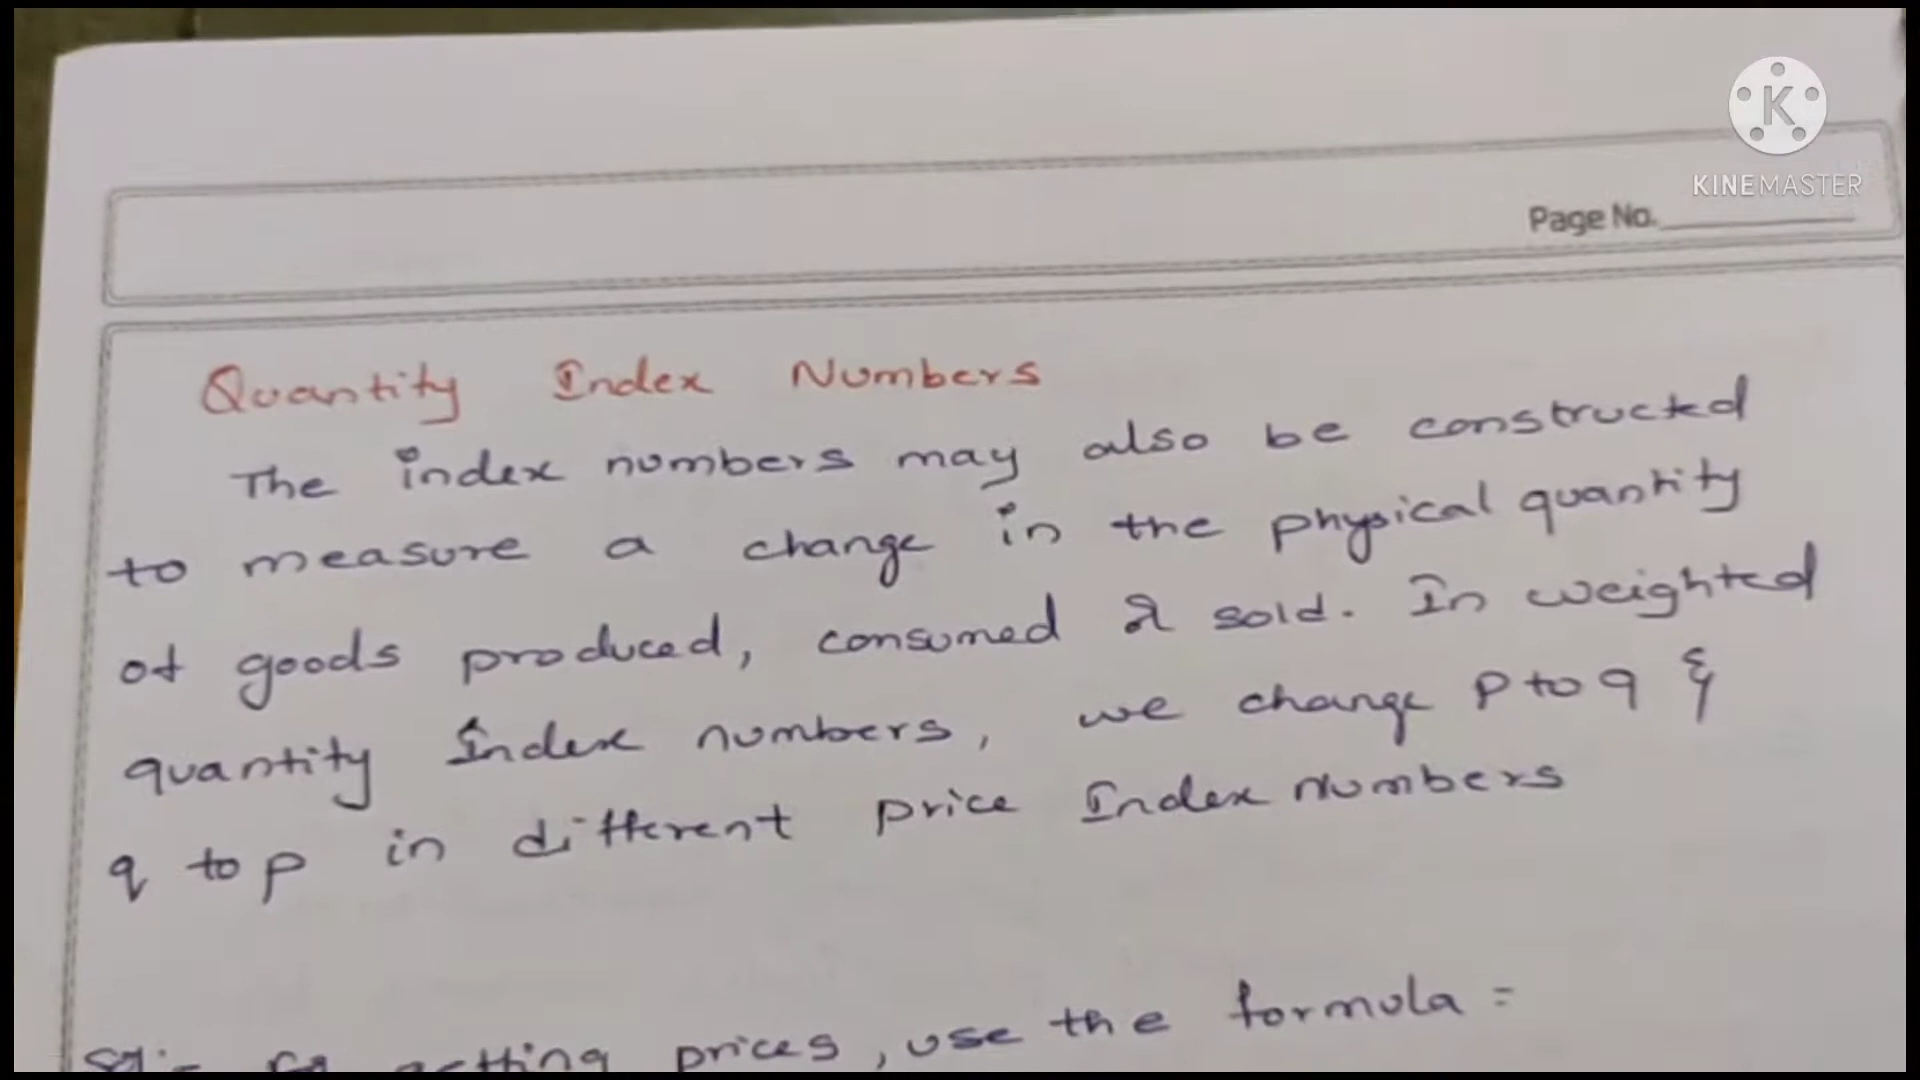 KINEMASTER
Page No.
Quantity Index Numbers
The index numbers may also be constructed
to measure a change in the physical quantity
of goods produced, consumed & sold. In weighted
quantity Index numbers, we change P to q &
q to p in different price Index Numbers
getting prices, use the formula =